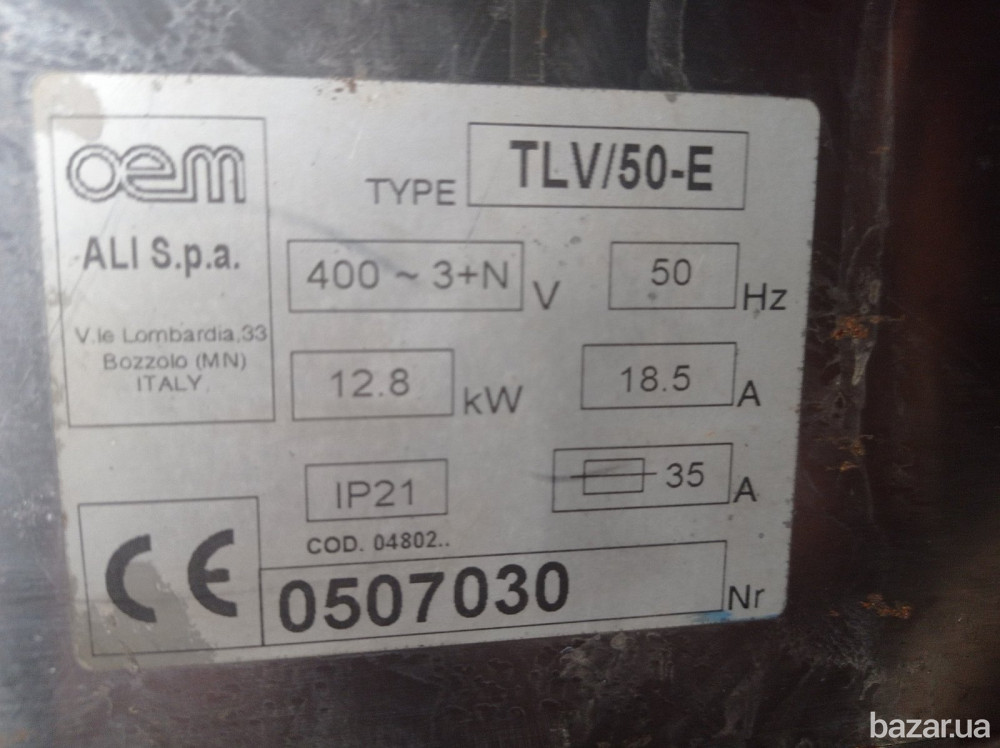 oem
ALI S.p.a.
V.le Lombardia,33
Bozzolo (MN)
ITALY
TYPE TLV/50-E
400 ~ 3+N V 50 Hz
12.8 kW 18.5 A
IP21 35 A
COD. 04802..
CE 0507030 Nr
bazar.ua